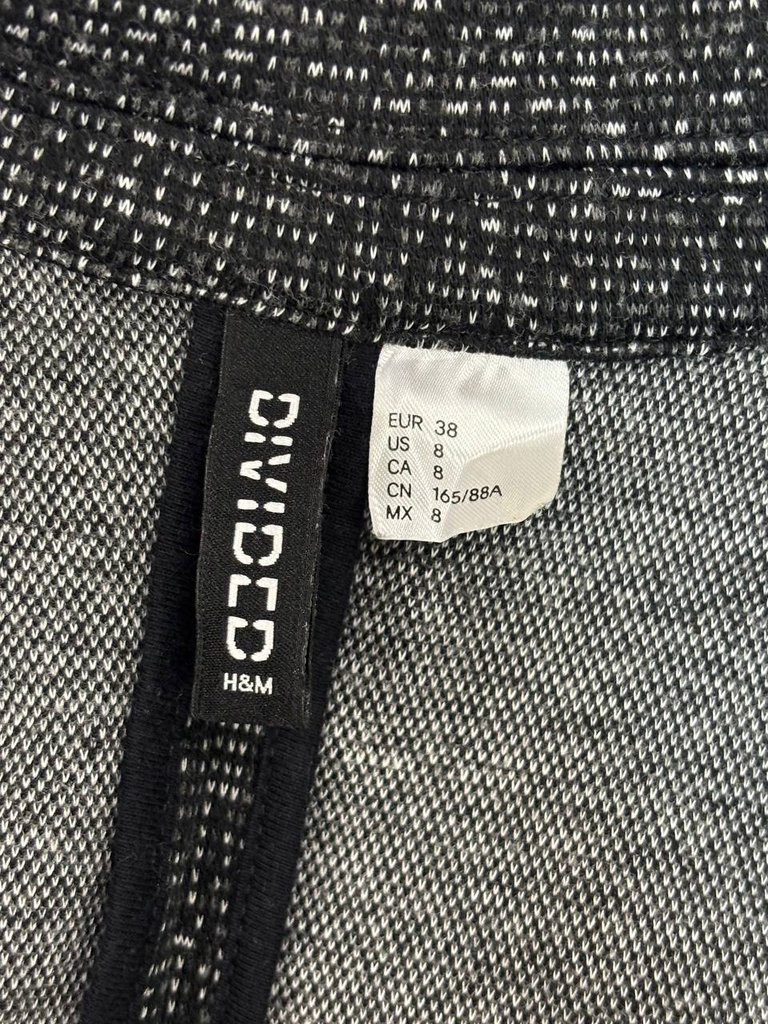 DIVIDED
H&M
EUR 38
US 8
CA 8
CN 165/88A
MX 8